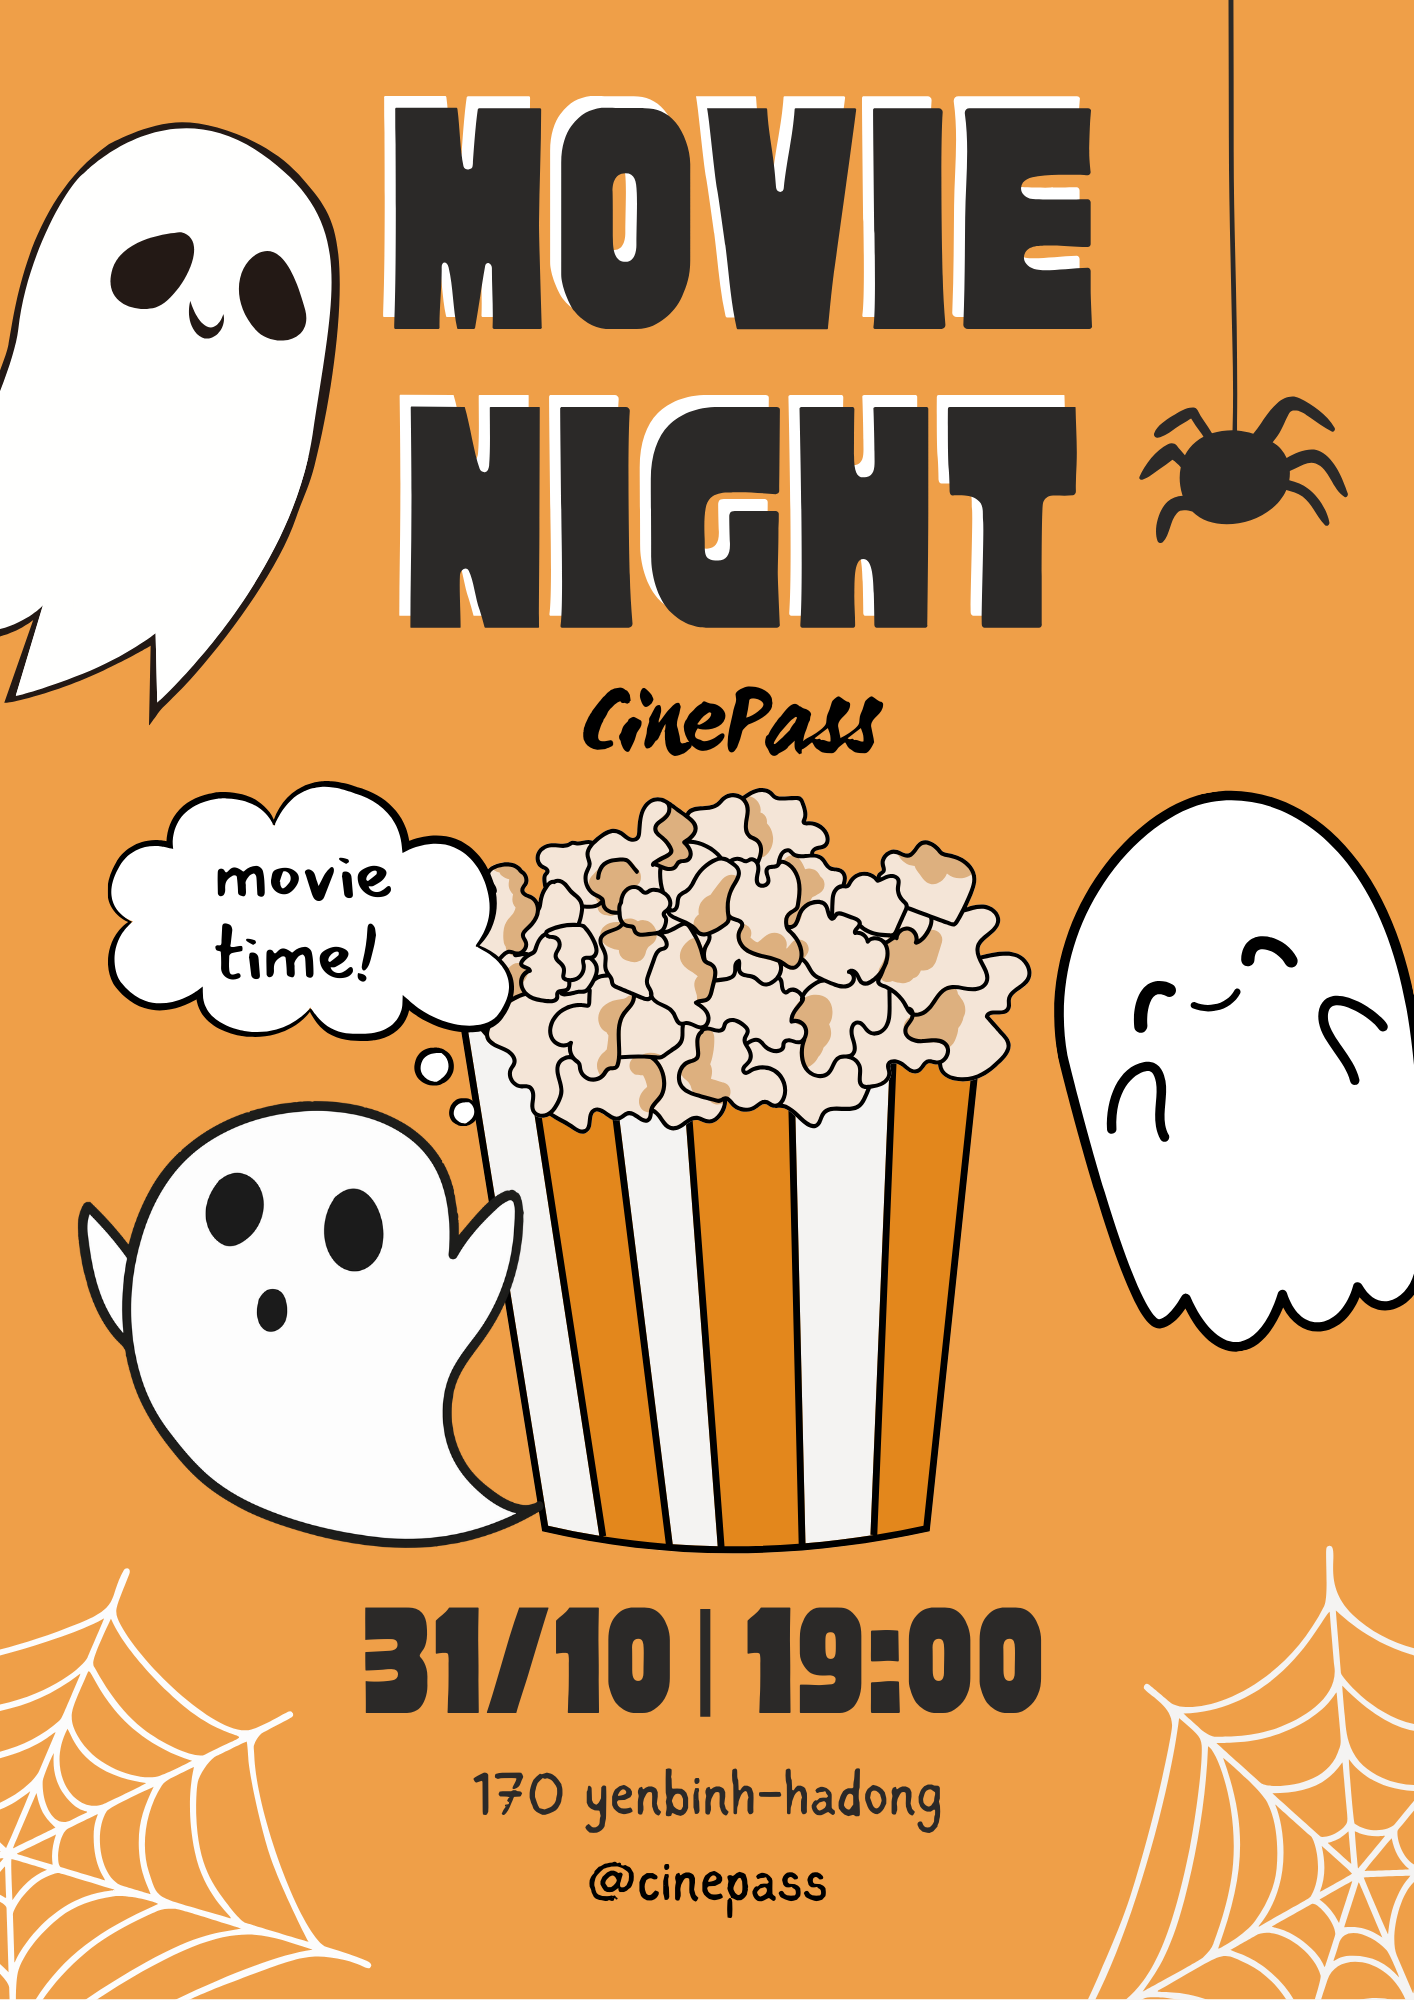 MOVIE
NIGHT
CinePass
movie
time!
31/10 | 19:00
170 yenbinh-hadong
@cinepass